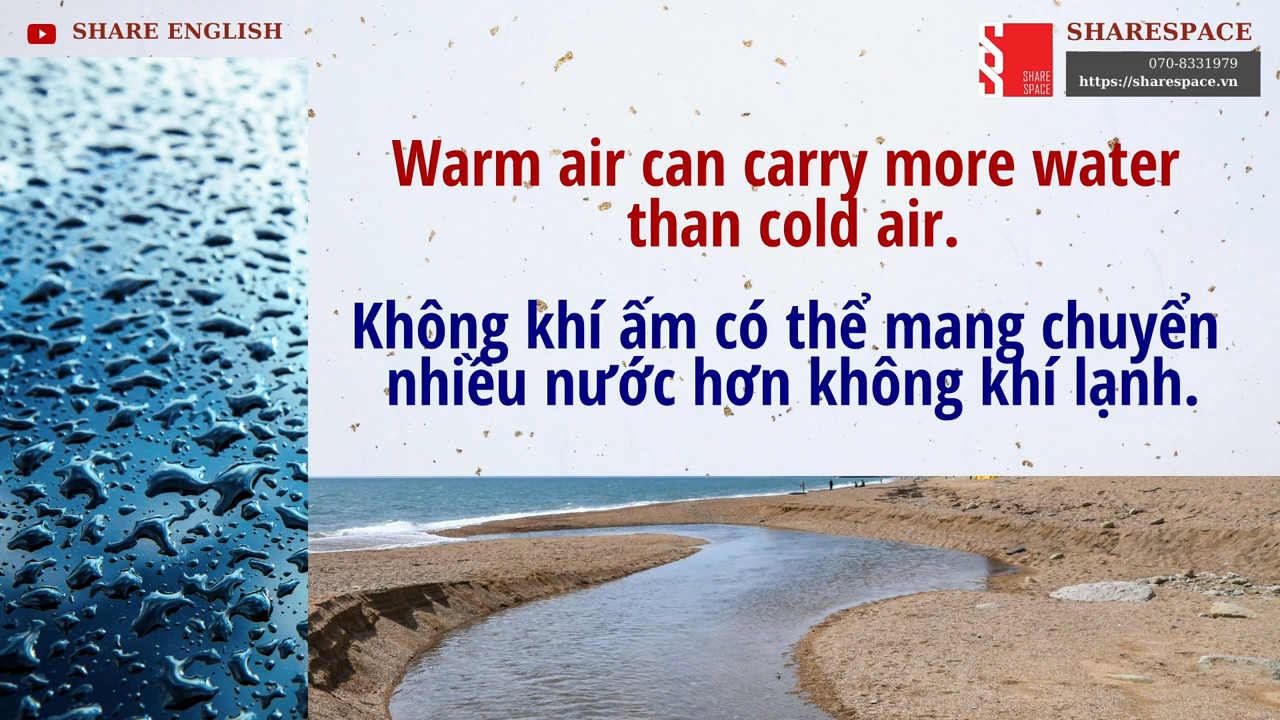 SHARE ENGLISH
SHARESPACE
070-8331979
https://sharespace.vn
SHARE
SPACE
Warm air can carry more water
than cold air.
Không khí ấm có thể mang chuyển
nhiều nước hơn không khí lạnh.